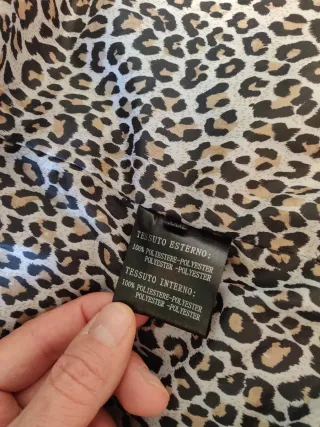 TESSUTO ESTERNO:
100% POLIESTERE-POLYESTER
POLYESTER -POLYESTER
TESSUTO INTERNO:
100% POLIESTERE-POLYESTER
POLYESTER -POLYESTER